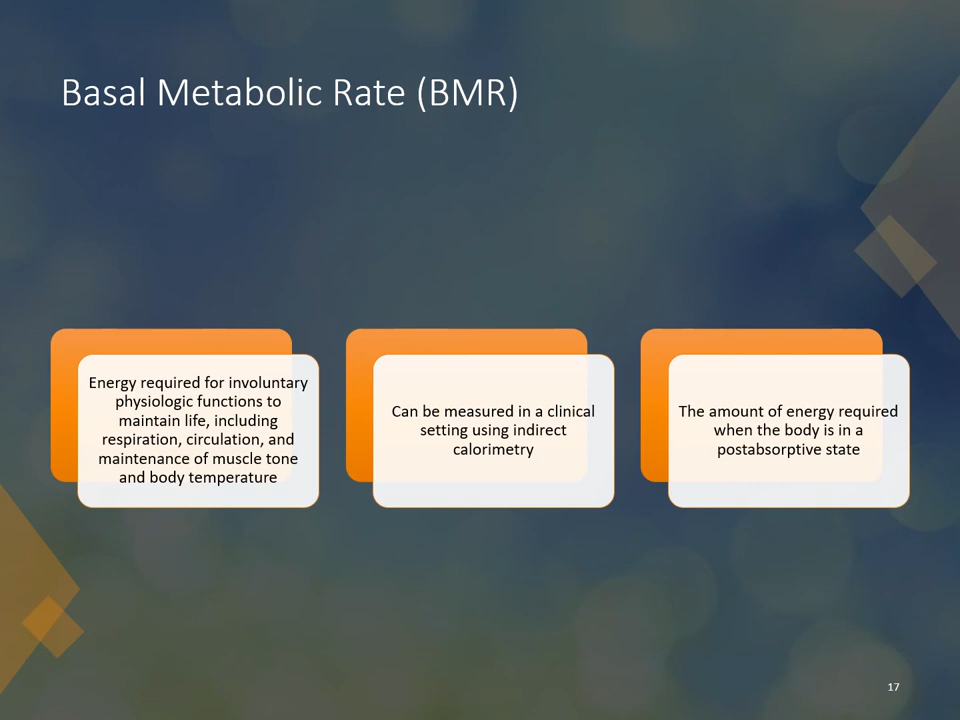 Basal Metabolic Rate (BMR)
Energy required for involuntary
physiologic functions to
maintain life, including
respiration, circulation, and
maintenance of muscle tone
and body temperature
Can be measured in a clinical
setting using indirect
calorimetry
The amount of energy required
when the body is in a
postabsorptive state
17